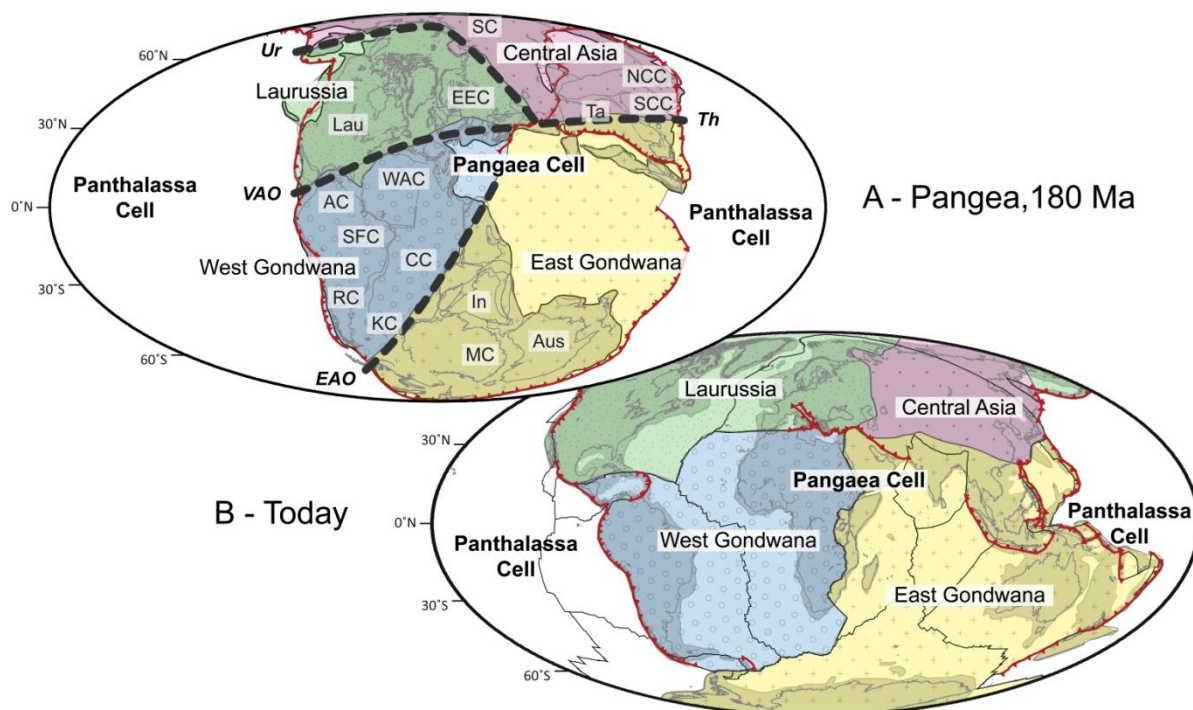 SC
Central Asia
Ur
60˚N
NCC
Laurussia
EEC
SCC
Ta
Th
30˚N
Lau
Pangaea Cell
WAC
Panthalassa
Cell
VAO
AC
0˚N
Panthalassa
Cell
A - Pangea,180 Ma
SFC
CC
West Gondwana
East Gondwana
30˚S
RC
In
KC
Aus
MC
60˚S
EAO
Laurussia
Central Asia
30˚N
Pangaea Cell
B - Today
Panthalassa
Cell
0˚N
Panthalassa
Cell
West Gondwana
East Gondwana
30˚S
60˚S